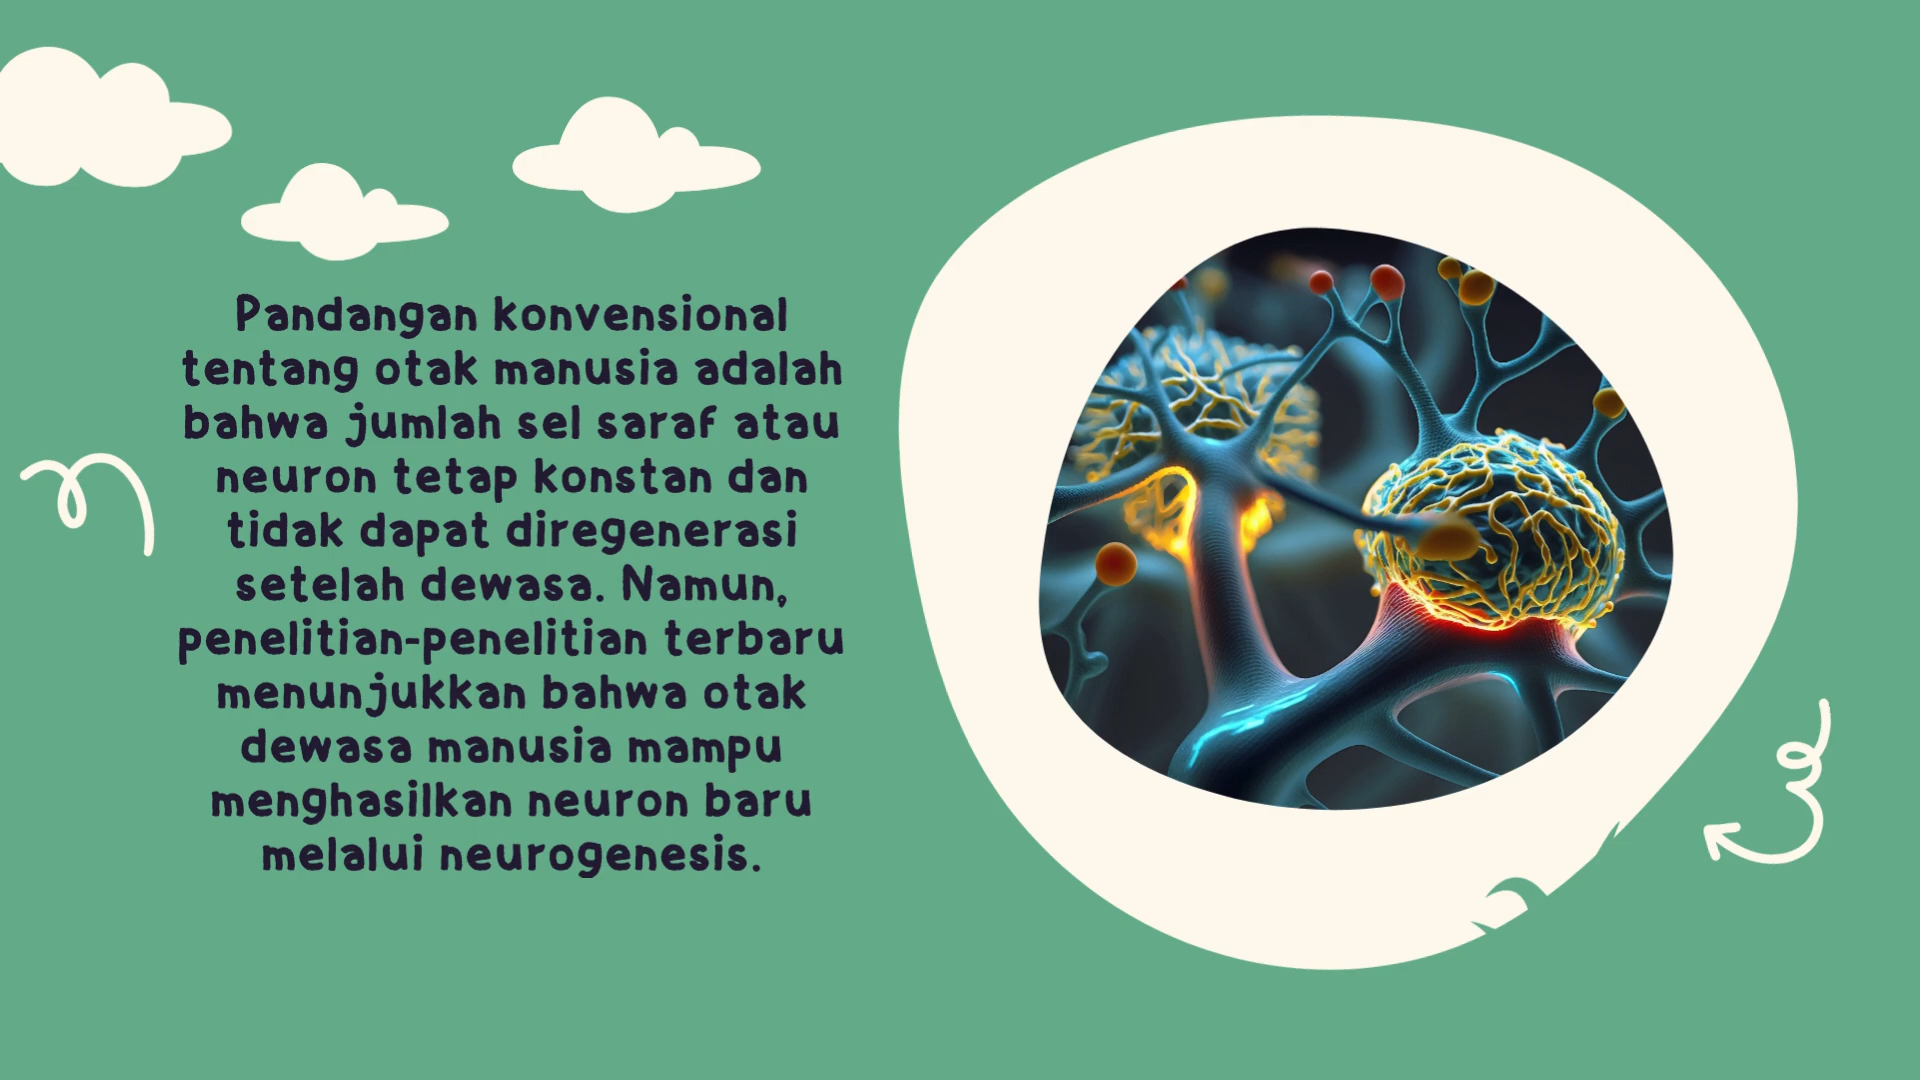 Pandangan konvensional
tentang otak manusia adalah
bahwa jumlah sel saraf atau
neuron tetap konstan dan
tidak dapat diregenerasi
setelah dewasa. Namun,
penelitian-penelitian terbaru
menunjukkan bahwa otak
dewasa manusia mampu
menghasilkan neuron baru
melalui neurogenesis.